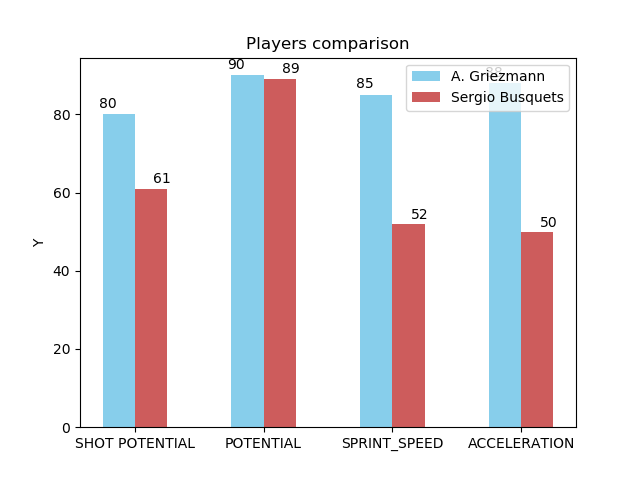 Players comparison
A. Griezmann
Sergio Busquets
80
61
90
89
85
52
88
50
Y
80
60
40
20
0
SHOT POTENTIAL
POTENTIAL
SPRINT_SPEED
ACCELERATION